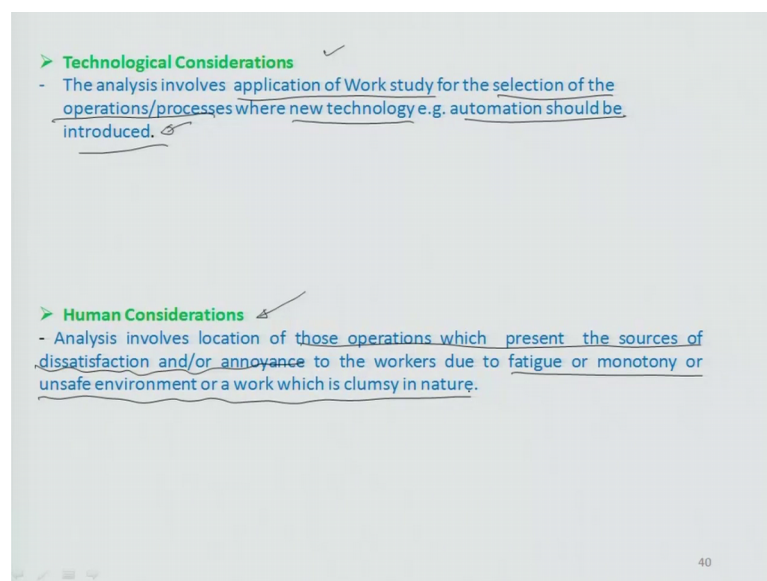 ➢ Technological Considerations
- The analysis involves application of Work study for the selection of the
operations/processes where new technology e.g. automation should be
introduced.
➢ Human Considerations
- Analysis involves location of those operations which present the sources of
dissatisfaction and/or annoyance to the workers due to fatigue or monotony or
unsafe environment or a work which is clumsy in nature.
40